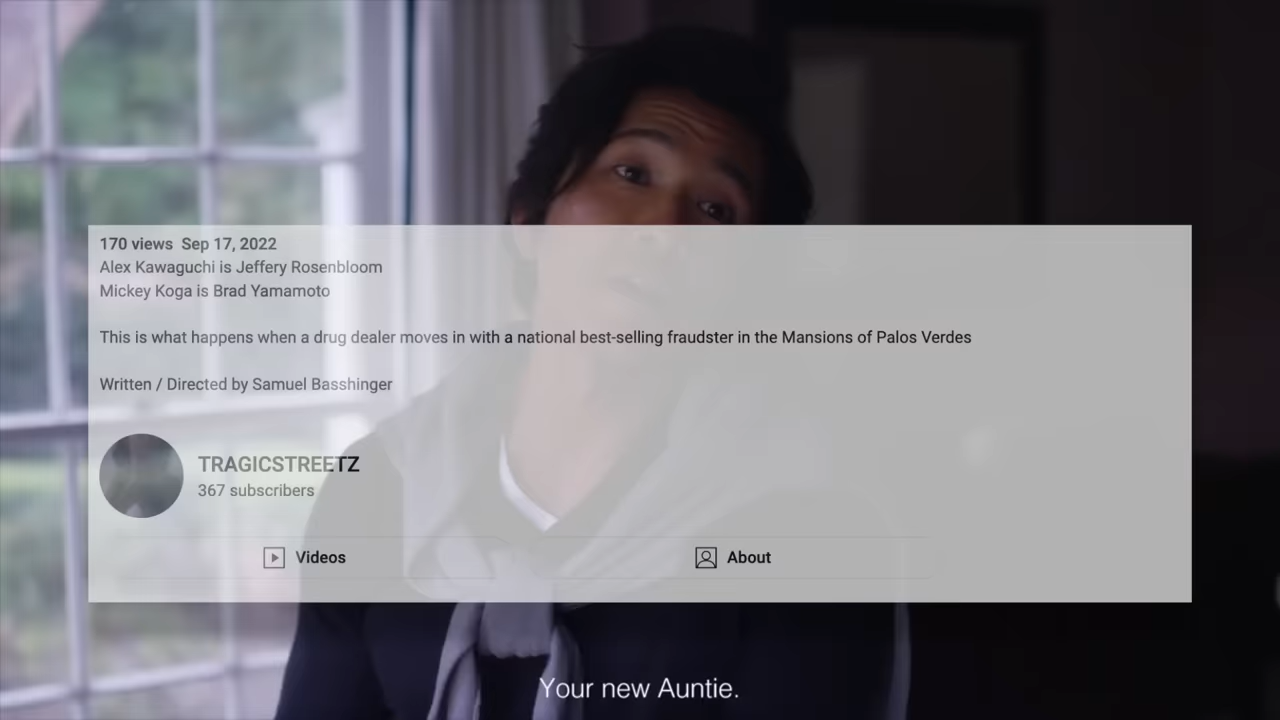 170 views  Sep 17, 2022
Alex Kawaguchi is Jeffery Rosenbloom
Mickey Koga is Brad Yamamoto
This is what happens when a drug dealer moves in with a national best-selling fraudster in the Mansions of Palos Verdes
Written / Directed by Samuel Basshinger
TRAGICSTREETZ
367 subscribers
Videos
About
Your new Auntie.